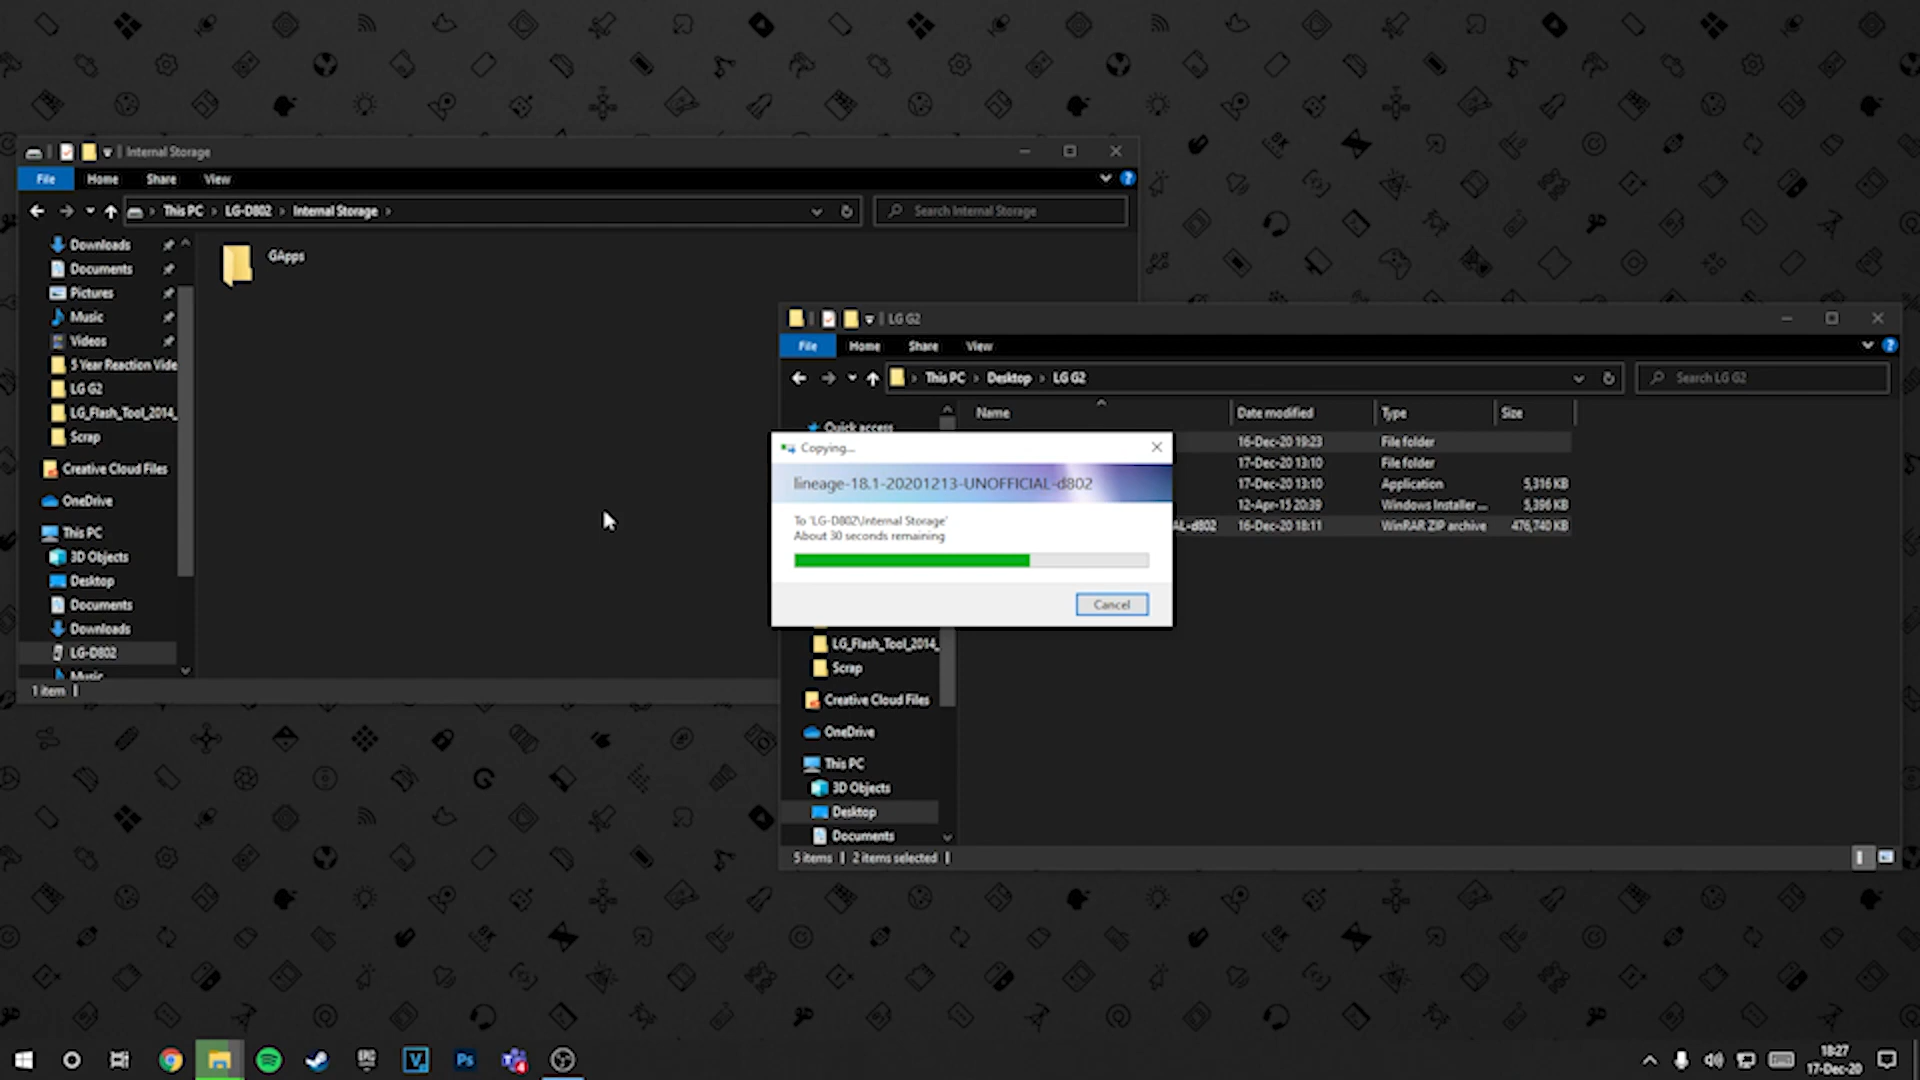 Internal Storage
File Home Share View
This PC LG-D802 Internal Storage
Search Internal Storage
Downloads
Documents
Pictures
Music
Videos
5 Year Reaction Vide
LG G2
LG_Flash_Tool_2014_
Scrap
Creative Cloud Files
OneDrive
This PC
3D Objects
Desktop
Documents
Downloads
LG-D802
Music
1 item
GApps
LG G2
File Home Share View
This PC Desktop LG G2
Search LG G2
Quick access
LG_Flash_Tool_2014_
Scrap
Creative Cloud Files
OneDrive
This PC
3D Objects
Desktop
Documents
5 items 2 items selected
Name Date modified Type Size
16-Dec-20 19:23 File folder
17-Dec-20 13:10 File folder
17-Dec-20 13:10 Application 5,316 KB
12-Apr-15 20:39 Windows Installer ... 5,396 KB
AL-d802 16-Dec-20 18:11 WinRAR ZIP archive 476,740 KB
Copying...
lineage-18.1-20201213-UNOFFICIAL-d802
To 'LG-D802\Internal Storage'
About 30 seconds remaining
Cancel
EPIC GAMES
V
Ps
T 4
18:27
17-Dec-20